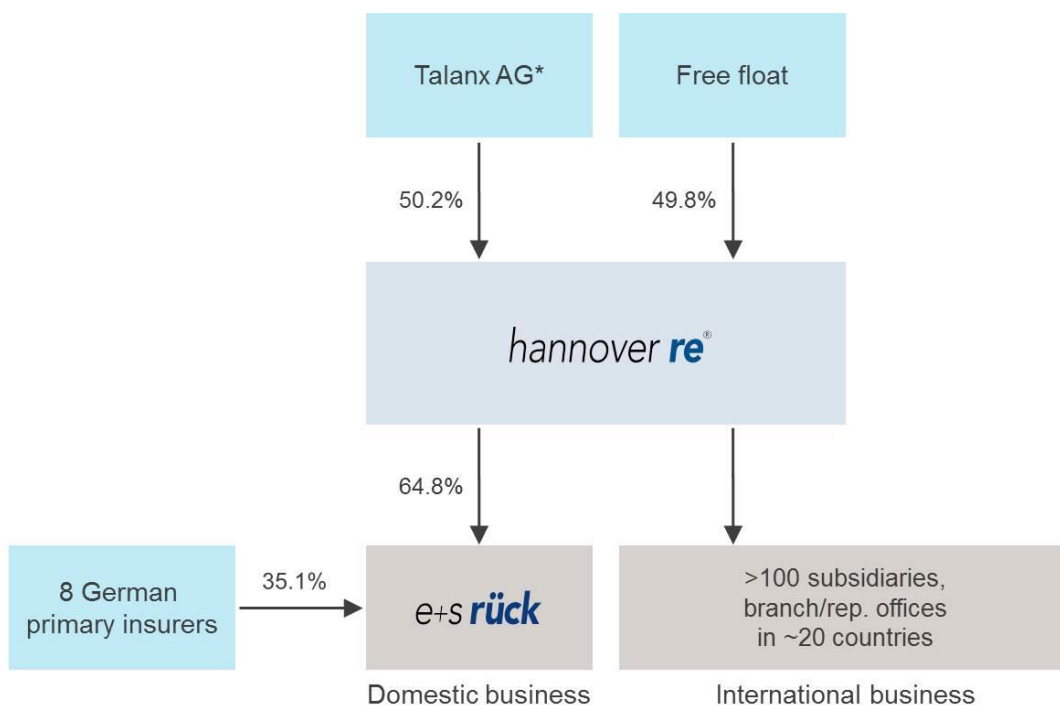 Talanx AG*
Free float
50.2%
49.8%
hannover re®
64.8%
8 German
primary insurers
35.1%
e+s rück
>100 subsidiaries,
branch/rep. offices
in ~20 countries
Domestic business
International business